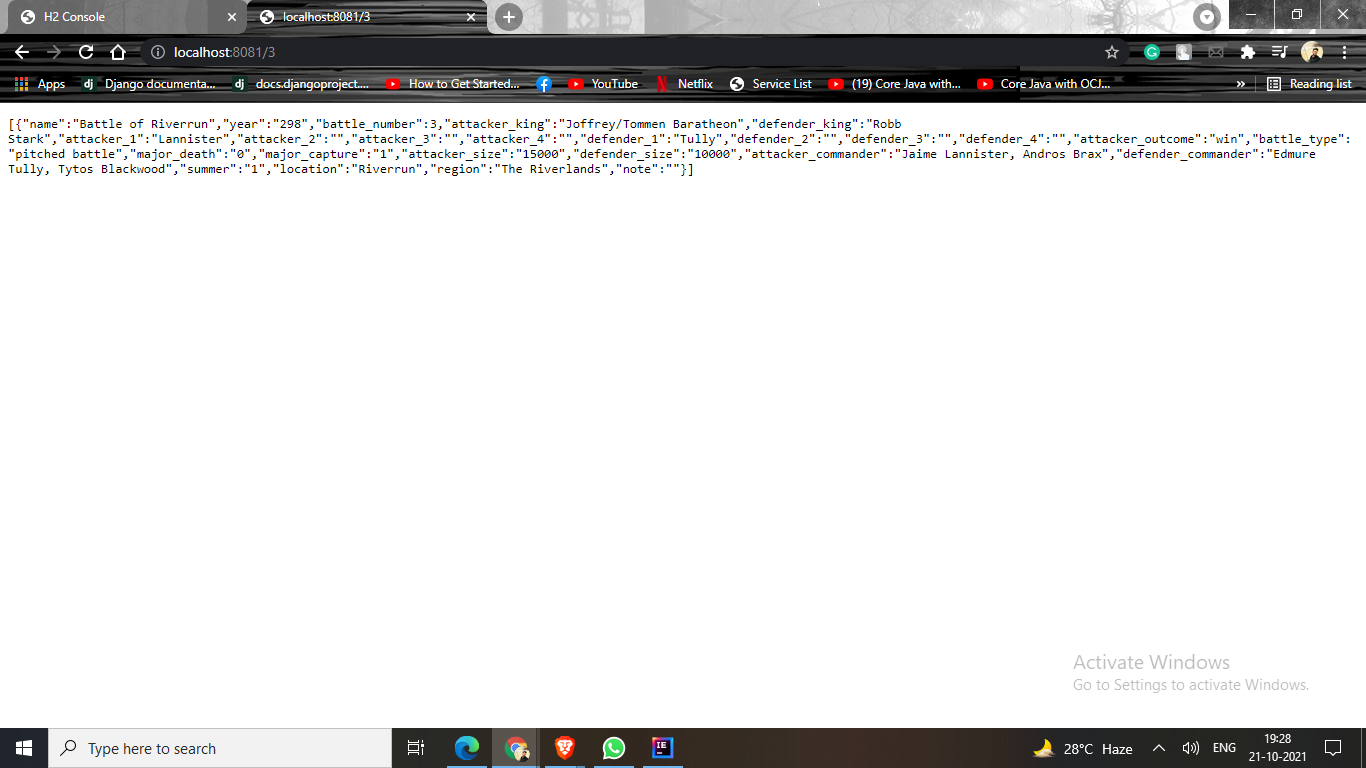 H2 Console
localhost:8081/3
localhost:8081/3
Apps
Django documenta...
docs.djangoproject....
How to Get Started...
YouTube
Netflix
Service List
(19) Core Java with...
Core Java with OCJ...
»
Reading list
[{"name":"Battle of Riverrun","year":"298","battle_number":3,"attacker_king":"Joffrey/Tommen Baratheon","defender_king":"Robb
Stark","attacker_1":"Lannister","attacker_2":"","attacker_3":"","attacker_4":"","defender_1":"Tully","defender_2":"","defender_3":"","defender_4":"","attacker_outcome":"win","battle_type":
"pitched battle","major_death":"0","major_capture":"1","attacker_size":"15000","defender_size":"10000","attacker_commander":"Jaime Lannister, Andros Brax","defender_commander":"Edmure
Tully, Tytos Blackwood","summer":"1","location":"Riverrun","region":"The Riverlands","note":""}]
Activate Windows
Go to Settings to activate Windows.
Type here to search
28°C Haze
ENG
19:28
21-10-2021